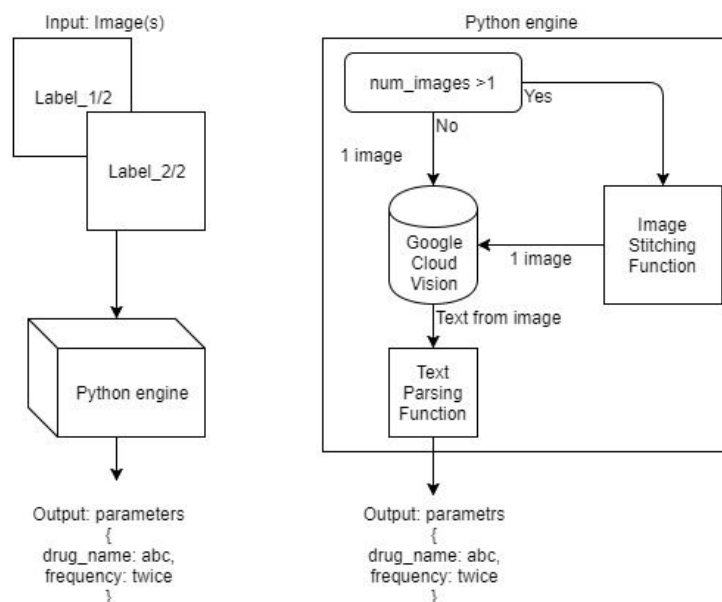 Input: Image(s)
Label_1/2
Label_2/2
Python engine
Output: parameters
{
drug_name: abc,
frequency: twice
}
Python engine
num_images >1
Yes
No
1 image
Google
Cloud
Vision
1 image
Image
Stitching
Function
Text from image
Text
Parsing
Function
Output: parametrs
{
drug_name: abc,
frequency: twice
}